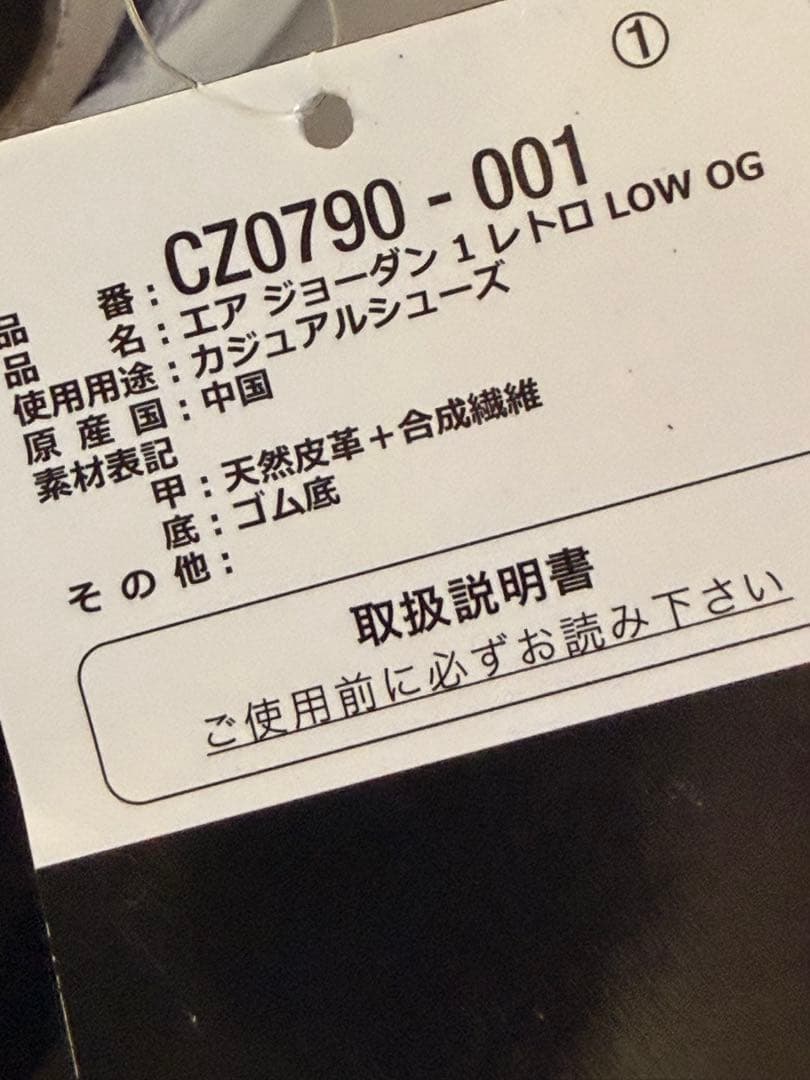 ①
品番：CZ0790-001
品名：エア ジョーダン 1 レトロ LOW OG
使用用途：カジュアルシューズ
原産国：中国
素材表記
甲：天然皮革＋合成繊維
底：ゴム底
その他：
取扱説明書
ご使用前に必ずお読み下さい